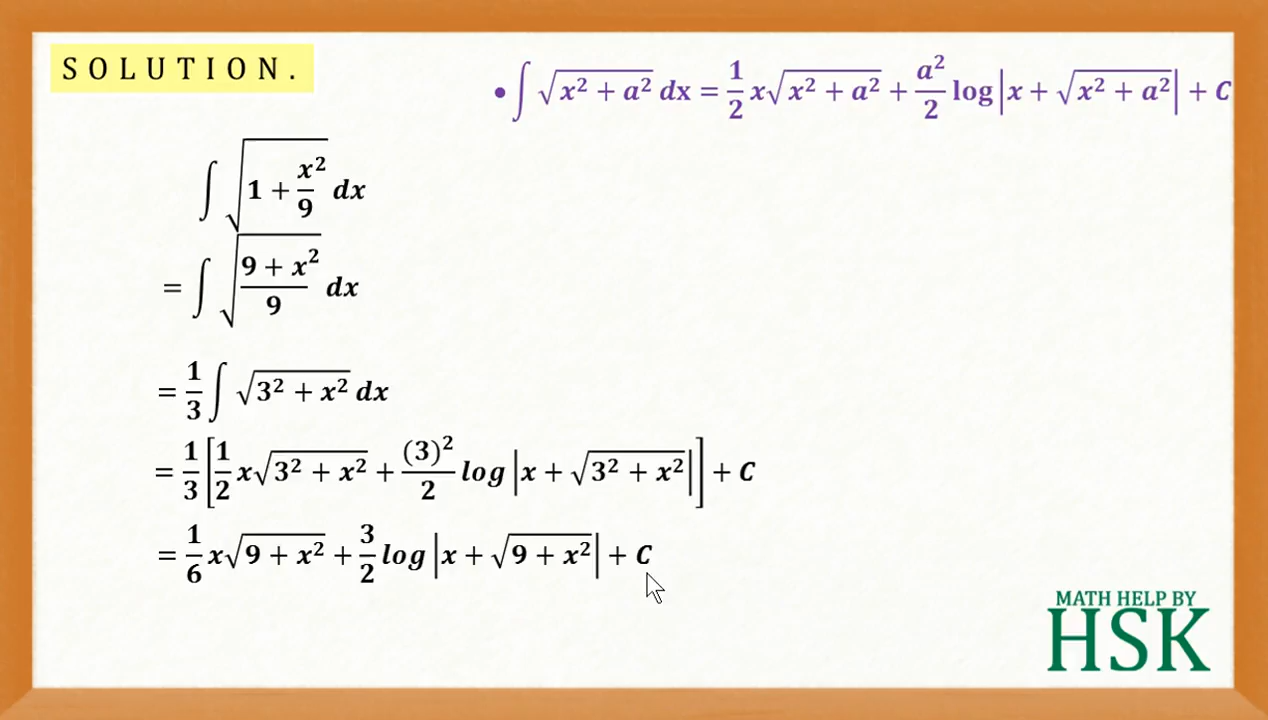 SOLUTION.
• ∫ √(x² + a²) dx = 1/2 x√(x² + a²) + a²/2 log|x + √(x² + a²)| + C
∫ √(1 + x²/9) dx
= ∫ √((9 + x²)/9) dx
= 1/3 ∫ √(3² + x²) dx
= 1/3 [1/2 x√(3² + x²) + (3)²/2 log|x + √(3² + x²)|] + C
= 1/6 x√(9 + x²) + 3/2 log|x + √(9 + x²)| + C
MATH HELP BY
HSK